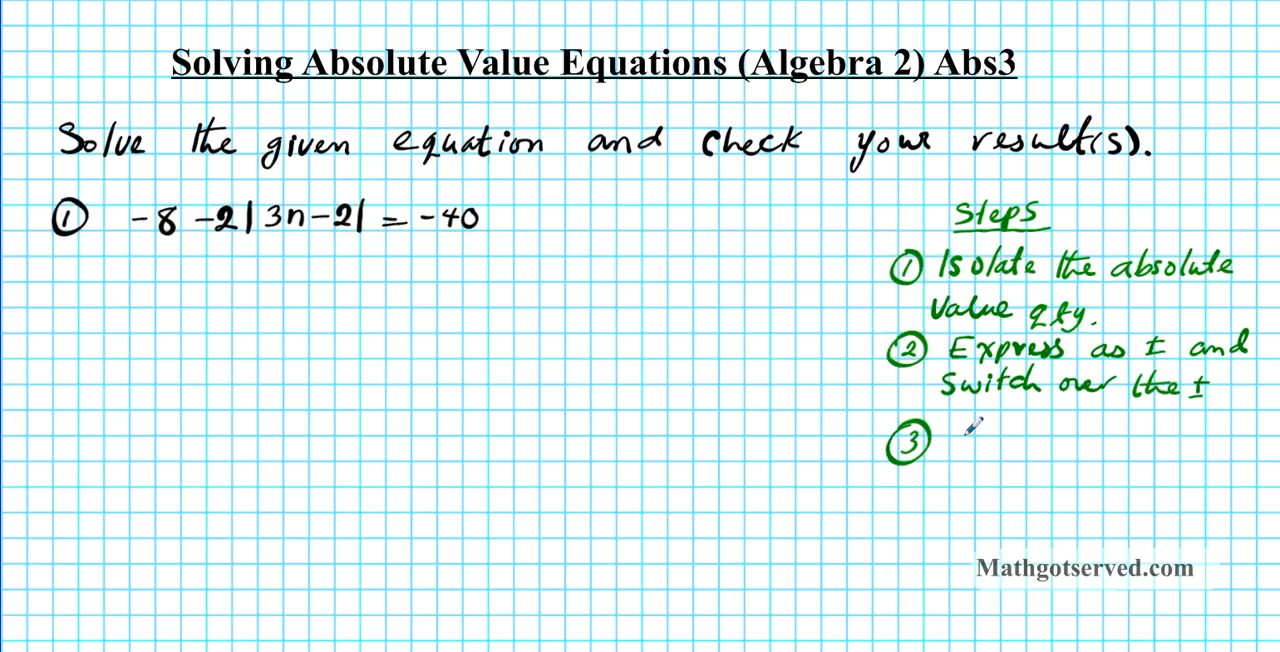 Solving Absolute Value Equations (Algebra 2) Abs3
Solve the given equation and check your result(s).
① -8 -2|3n-2| = -40
Steps
① Isolate the absolute
Value qty.
② Express as ± and
Switch over the ±
③
Mathgotserved.com